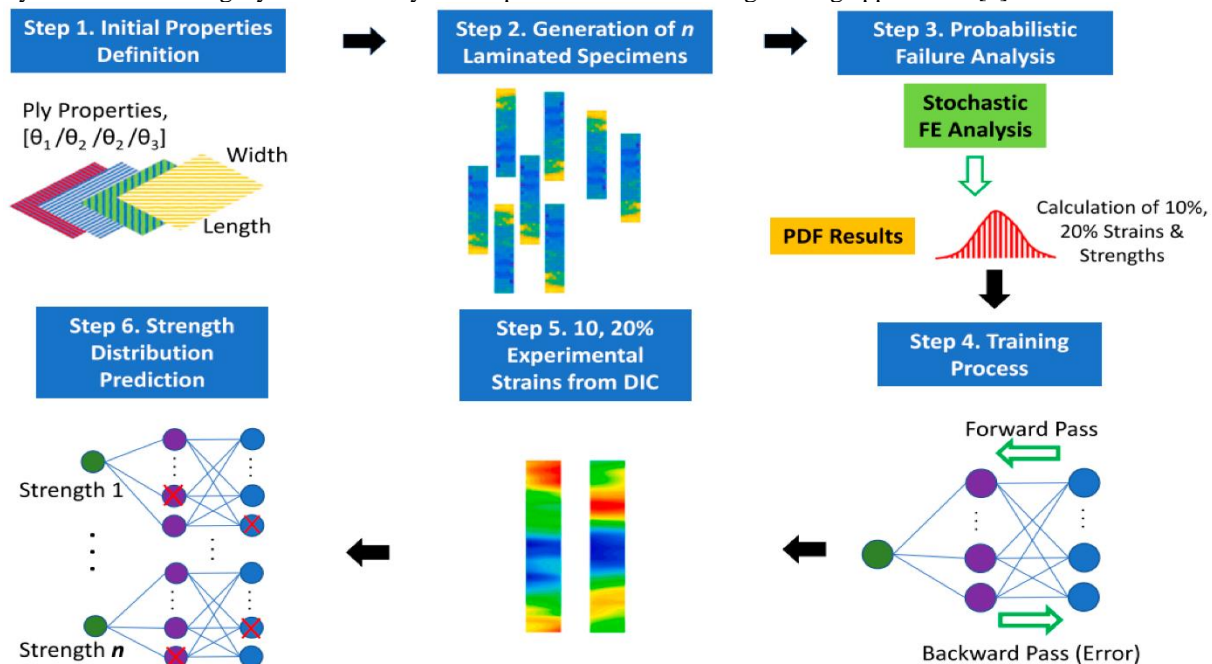 Step 1. Initial Properties
Definition
Step 2. Generation of n
Laminated Specimens
Step 3. Probabilistic
Failure Analysis
Ply Properties,
[θ1/θ2/θ2/θ3]
Width
Length
Stochastic
FE Analysis
PDF Results
Calculation of 10%,
20% Strains &
Strengths
Step 4. Training
Process
Forward Pass
Backward Pass (Error)
Step 5. 10, 20%
Experimental
Strains from DIC
Step 6. Strength
Distribution
Prediction
Strength 1
Strength n